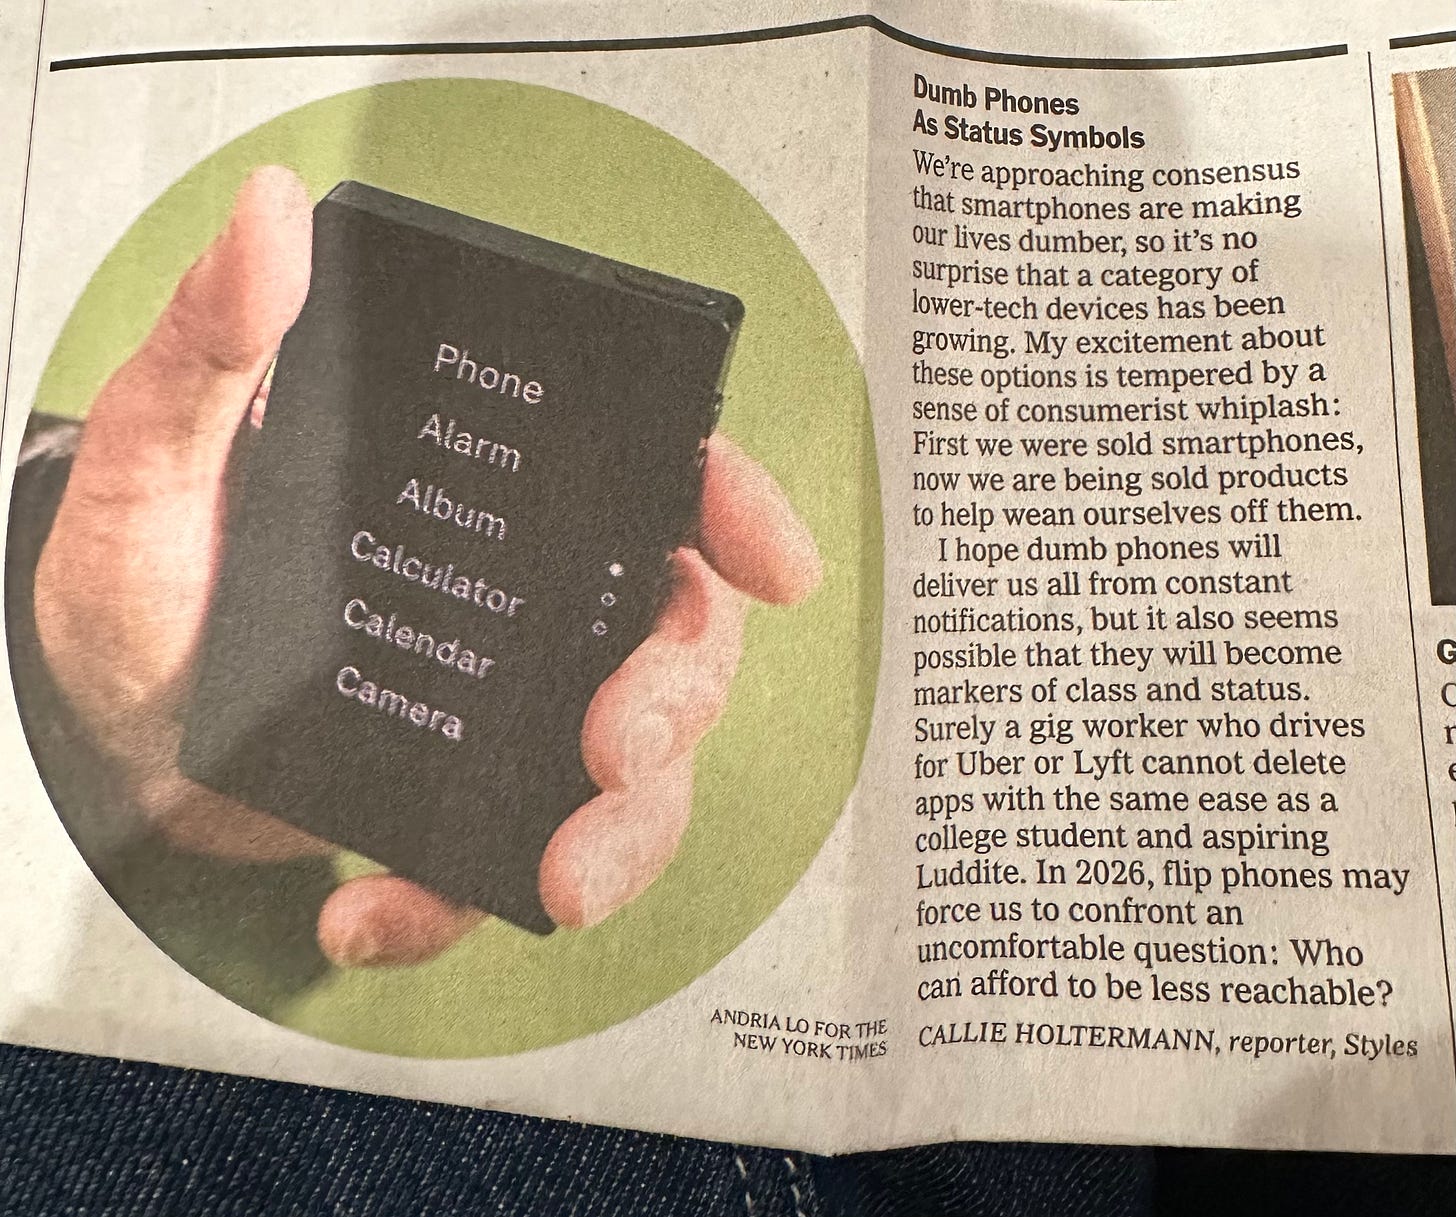 Phone
Alarm
Album
Calculator
Calendar
Camera
ANDRIA LO FOR THE
NEW YORK TIMES
Dumb Phones
As Status Symbols
We're approaching consensus
that smartphones are making
our lives dumber, so it's no
surprise that a category of
lower-tech devices has been
growing. My excitement about
these options is tempered by a
sense of consumerist whiplash:
First we were sold smartphones,
now we are being sold products
to help wean ourselves off them.
I hope dumb phones will
deliver us all from constant
notifications, but it also seems
possible that they will become
markers of class and status.
Surely a gig worker who drives
for Uber or Lyft cannot delete
apps with the same ease as a
college student and aspiring
Luddite. In 2026, flip phones may
force us to confront an
uncomfortable question: Who
can afford to be less reachable?
CALLIE HOLTERMANN, reporter, Styles